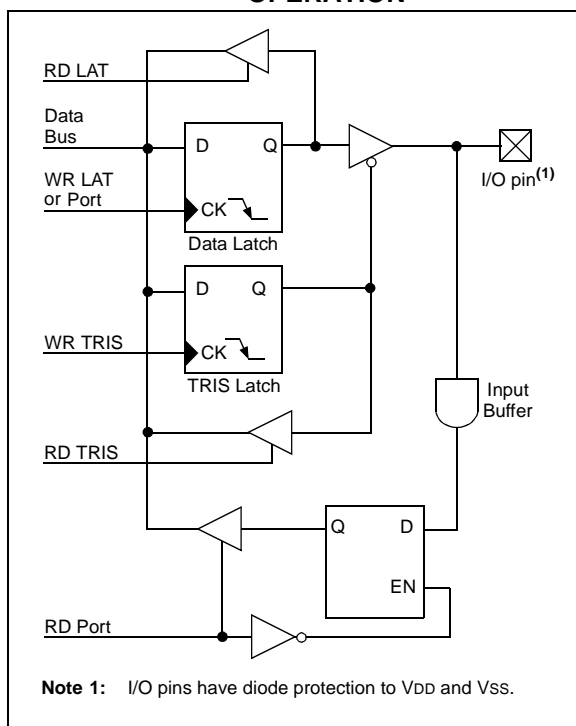 OPERATION
RD LAT
Data
Bus
D Q
I/O pin(1)
WR LAT
or Port
CK
Data Latch
D Q
WR TRIS
CK
TRIS Latch
Input
Buffer
RD TRIS
Q D
EN
RD Port
Note 1: I/O pins have diode protection to VDD and VSS.